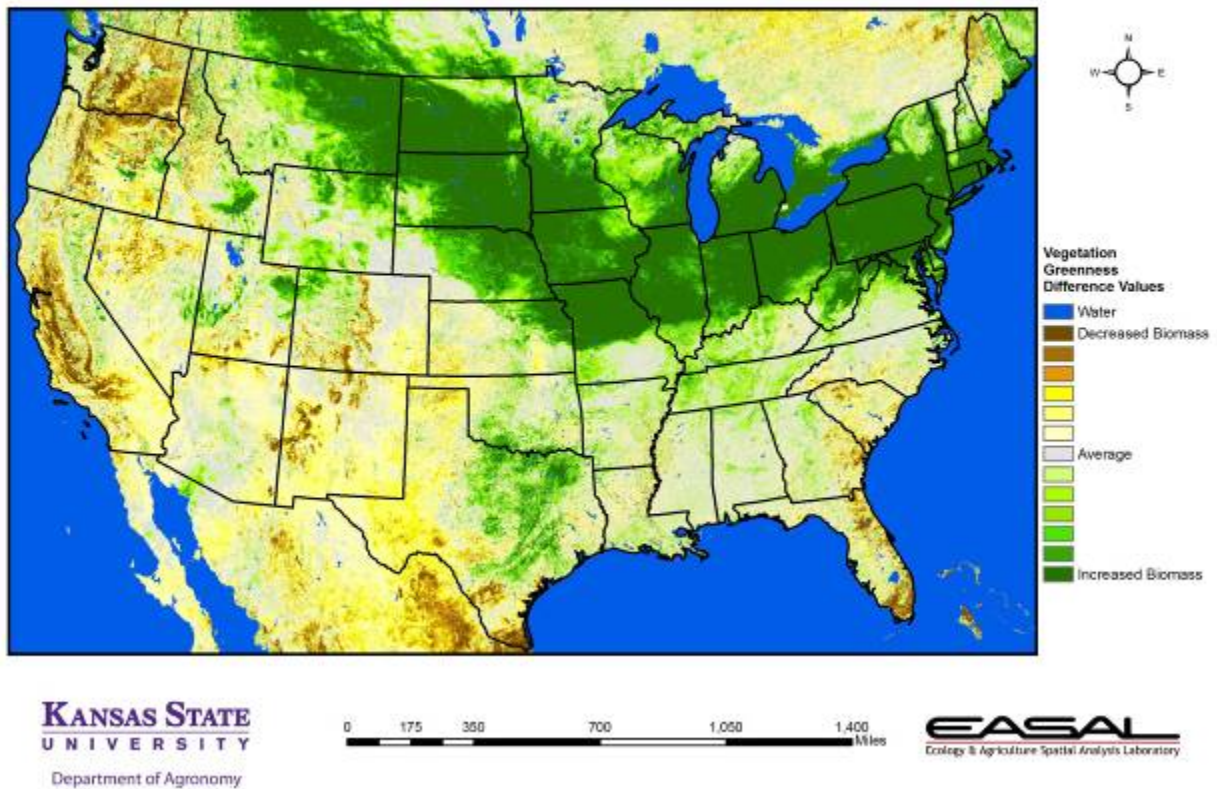 N
W
E
S
Vegetation
Greenness
Difference Values
Water
Decreased Biomass
Average
Increased Biomass
KANSAS STATE
UNIVERSITY
Department of Agronomy
0 175 350 700 1,050 1,400
Miles
EASAL
Ecology & Agriculture Spatial Analysis Laboratory